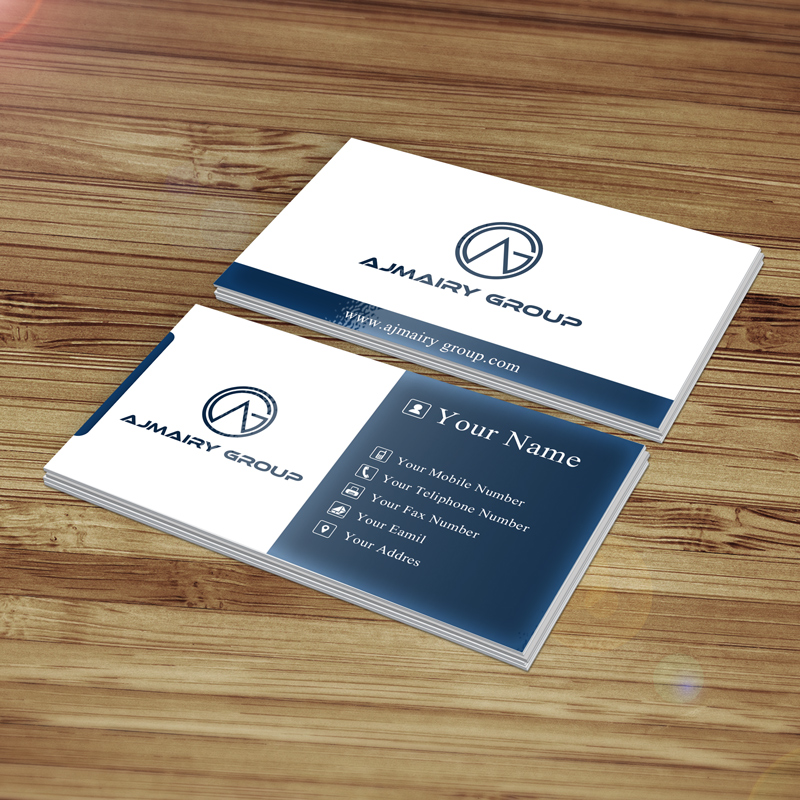 AJMAIRY GROUP
www.ajmairy group.com
AJMAIRY GROUP
Your Name
Your Mobile Number
Your Teliphone Number
Your Fax Number
Your Eamil
Your Addres